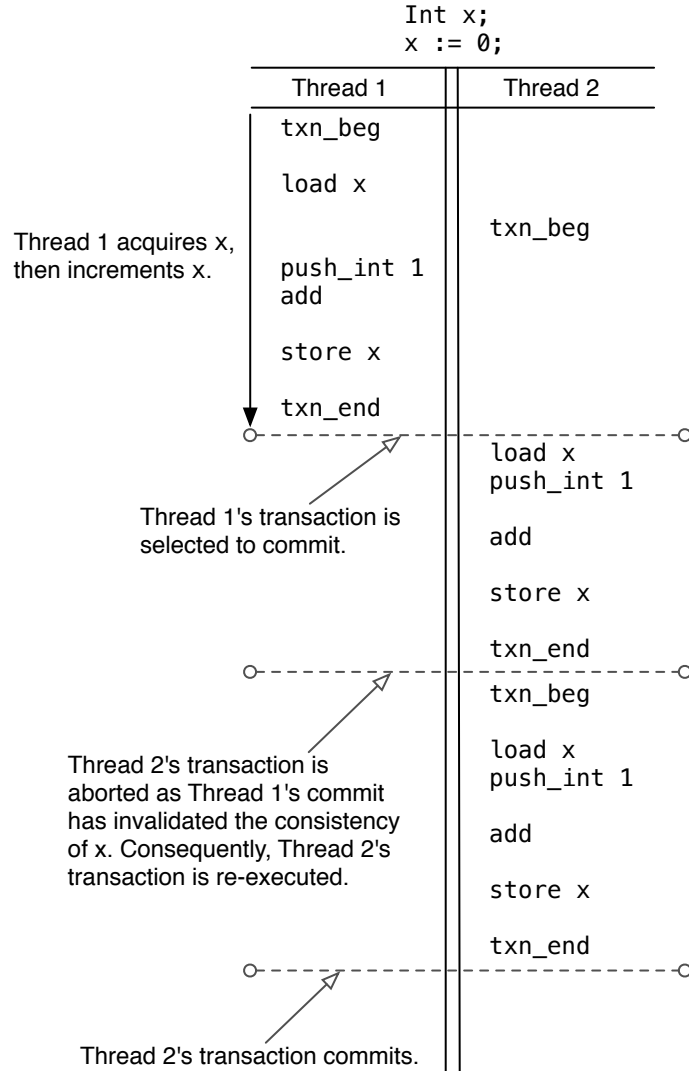 Int x;
x := 0;
Thread 1 Thread 2
txn_beg
load x
txn_beg
Thread 1 acquires x,
then increments x.
push_int 1
add
store x
txn_end
load x
push_int 1
Thread 1's transaction is
selected to commit.
add
store x
txn_end
txn_beg
load x
push_int 1
Thread 2's transaction is
aborted as Thread 1's commit
has invalidated the consistency
of x. Consequently, Thread 2's
transaction is re-executed.
add
store x
txn_end
Thread 2's transaction commits.